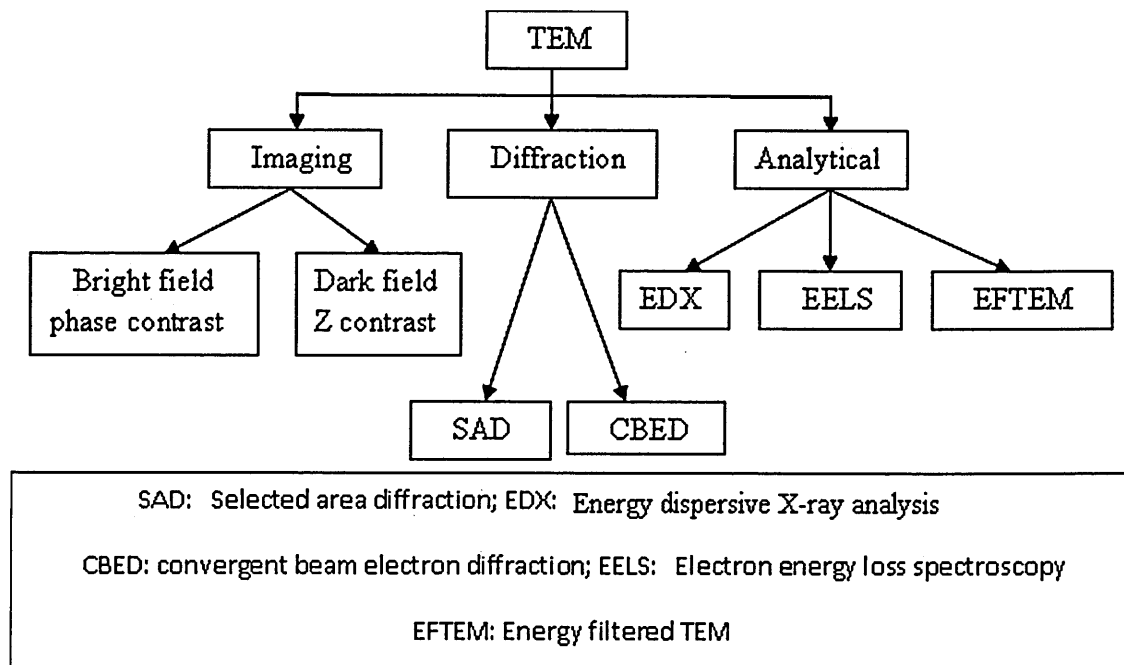 TEM
Imaging
Diffraction
Analytical
Bright field
phase contrast
Dark field
Z contrast
EDX
EELS
EFTEM
SAD
CBED
SAD: Selected area diffraction; EDX: Energy dispersive X-ray analysis
CBED: convergent beam electron diffraction; EELS: Electron energy loss spectroscopy
EFTEM: Energy filtered TEM